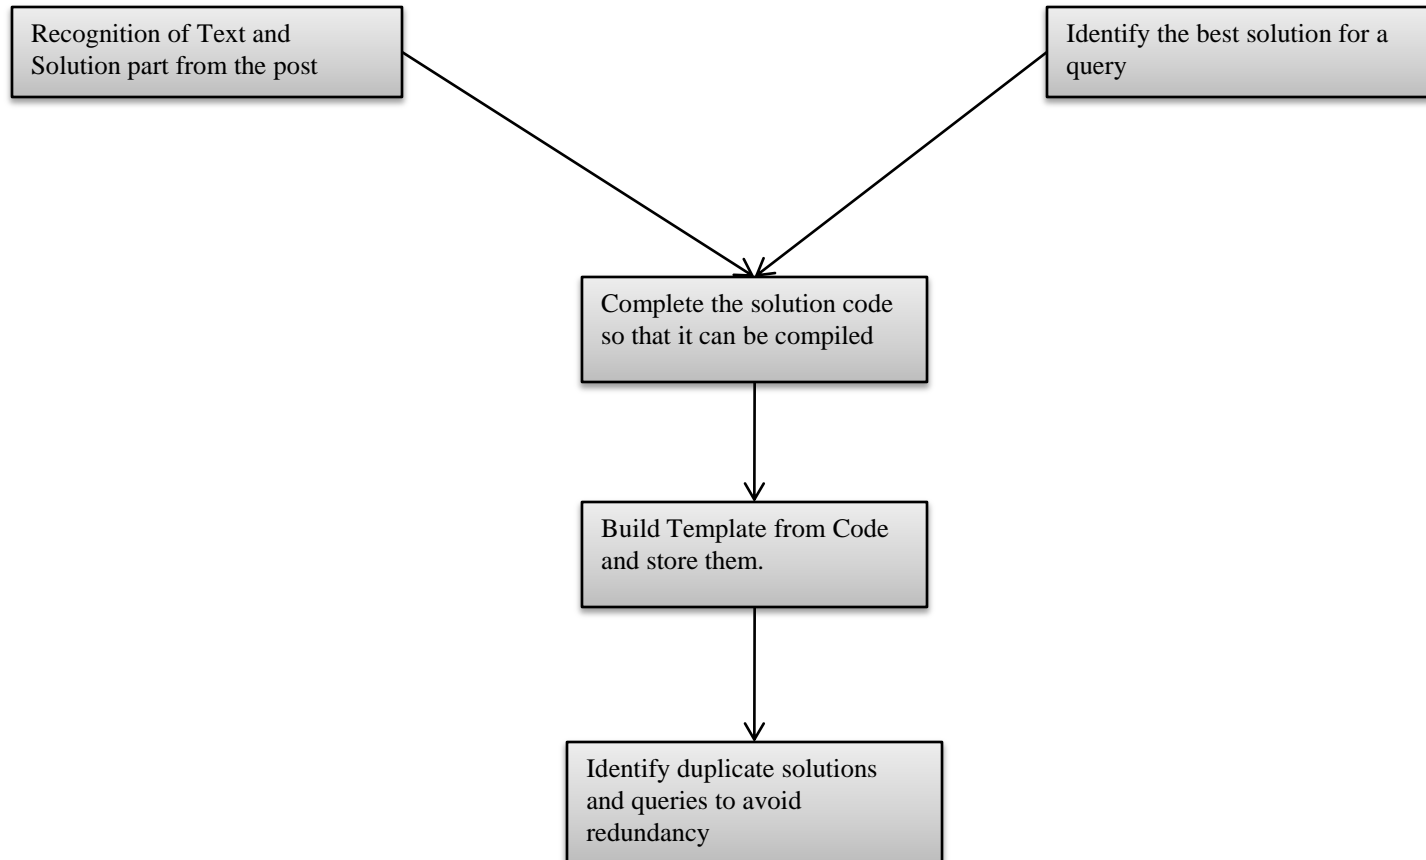 Recognition of Text and
Solution part from the post
Identify the best solution for a
query
Complete the solution code
so that it can be compiled
Build Template from Code
and store them.
Identify duplicate solutions
and queries to avoid
redundancy